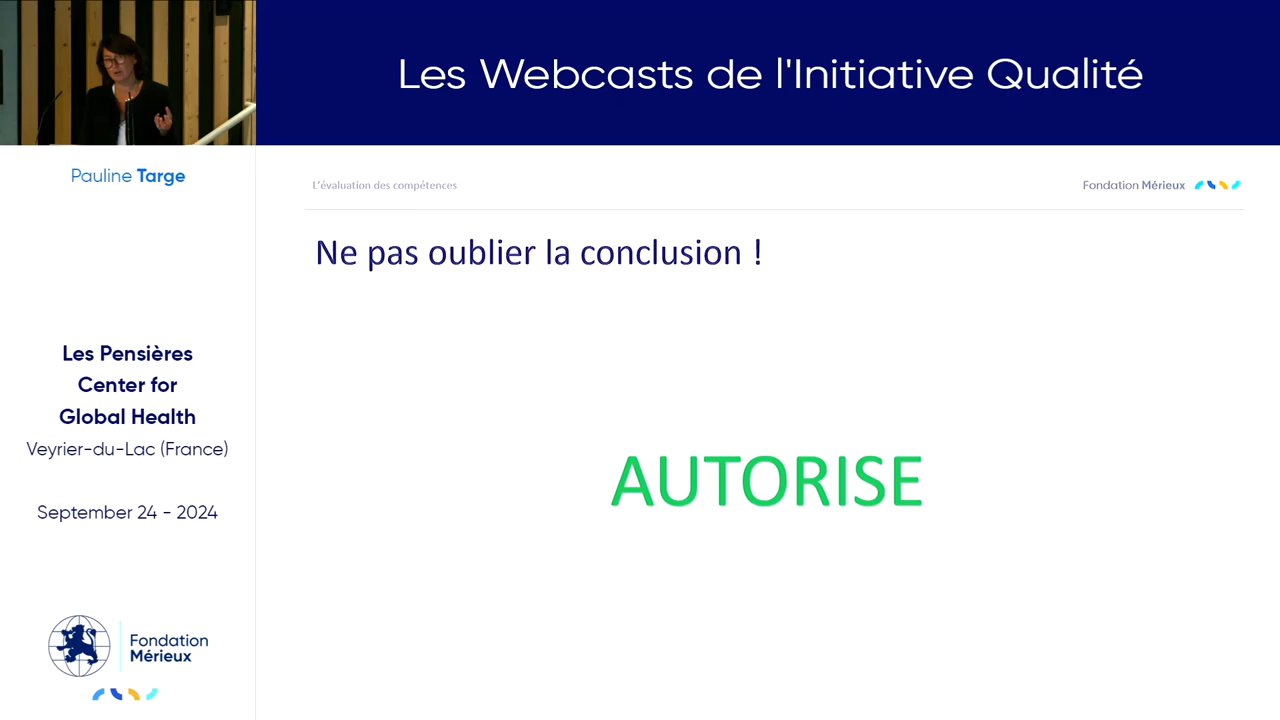 Les Webcasts de l'Initiative Qualité
Pauline Targe
L'évaluation des compétences
Fondation Mérieux
Ne pas oublier la conclusion !
AUTORISE
Les Pensières
Center for
Global Health
Veyrier-du-Lac (France)
September 24 - 2024
Fondation
Mérieux